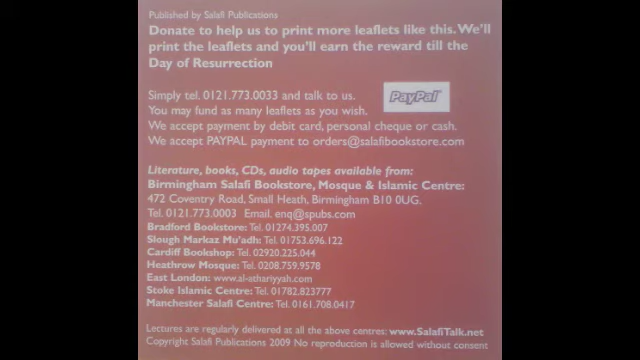 Published by Salafi Publications
Donate to help us to print more leaflets like this. We'll
print the leaflets and you'll earn the reward till the
Day of Resurrection
Simply tel. 0121.773.0033 and talk to us.
PayPal
You may fund as many leaflets as you wish.
We accept payment by debit card, personal cheque or cash.
We accept PAYPAL payment to orders@salafibookstore.com
Literature, books, CDs, audio tapes available from:
Birmingham Salafi Bookstore, Mosque & Islamic Centre:
472 Coventry Road, Small Heath, Birmingham B10 0UG.
Tel. 0121.773.0003 Email. enq@spubs.com
Bradford Bookstore: Tel. 01274.395.007
Slough Markaz Mu'adh: Tel. 01753.696.122
Cardiff Bookshop: Tel. 02920.225.044
Heathrow Mosque: Tel. 0208.759.9578
East London: www.al-athariyyah.com
Stoke Islamic Centre: Tel. 01782.823777
Manchester Salafi Centre: Tel. 0161.708.0417
Lectures are regularly delivered at all the above centres: www.SalafiTalk.net
Copyright Salafi Publications 2009 No reproduction is allowed without consent